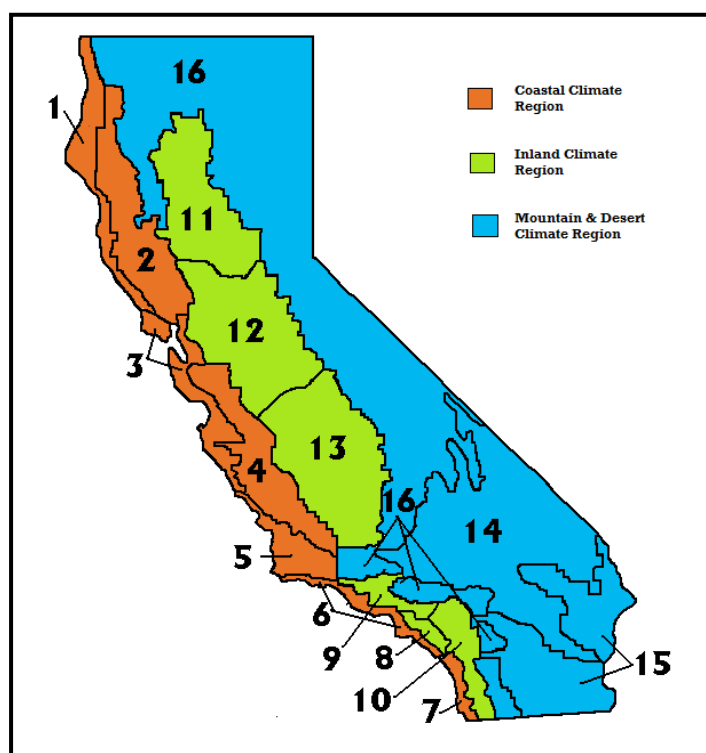 16
Coastal Climate
Region
1
Inland Climate
Region
11
Mountain & Desert
Climate Region
2
12
3
13
4
16
14
5
6
9
8
15
10
7